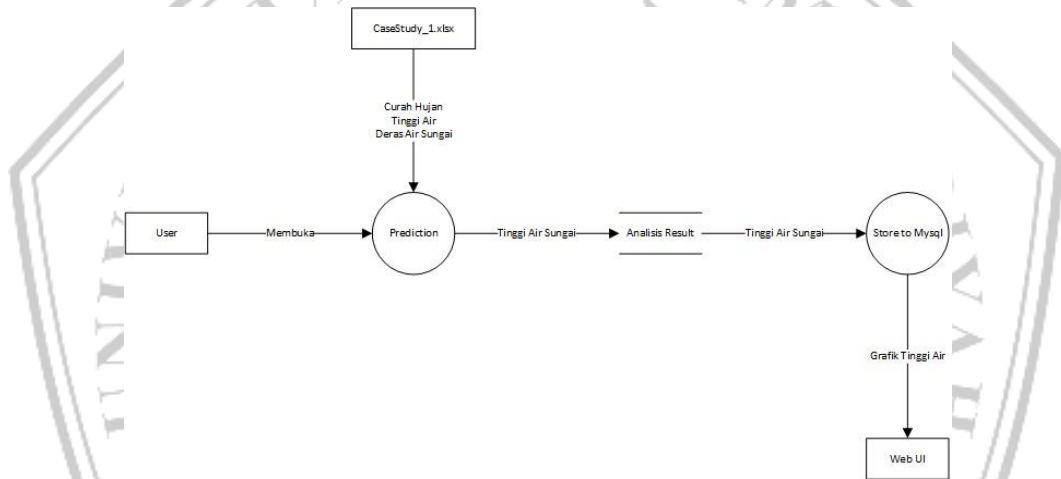 CaseStudy_1.xlsx
Curah Hujan
Tinggi Air
Deras Air Sungai
User
Membuka
Prediction
Tinggi Air Sungai
Analisis Result
Tinggi Air Sungai
Store to Mysql
Grafik Tinggi Air
Web UI